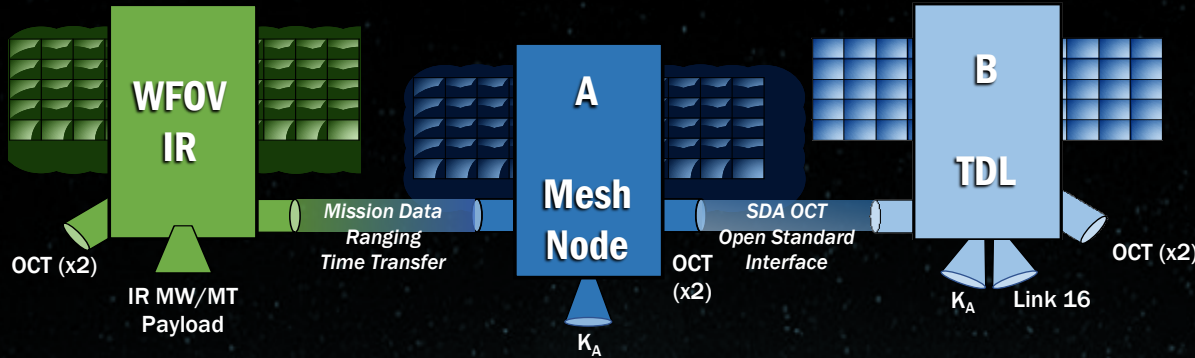 WFOV
IR
OCT (x2)
IR MW/MT
Payload
Mission Data
Ranging
Time Transfer
A
Mesh
Node
OCT
(x2)
KA
SDA OCT
Open Standard
Interface
B
TDL
KA
Link 16
OCT (x2)